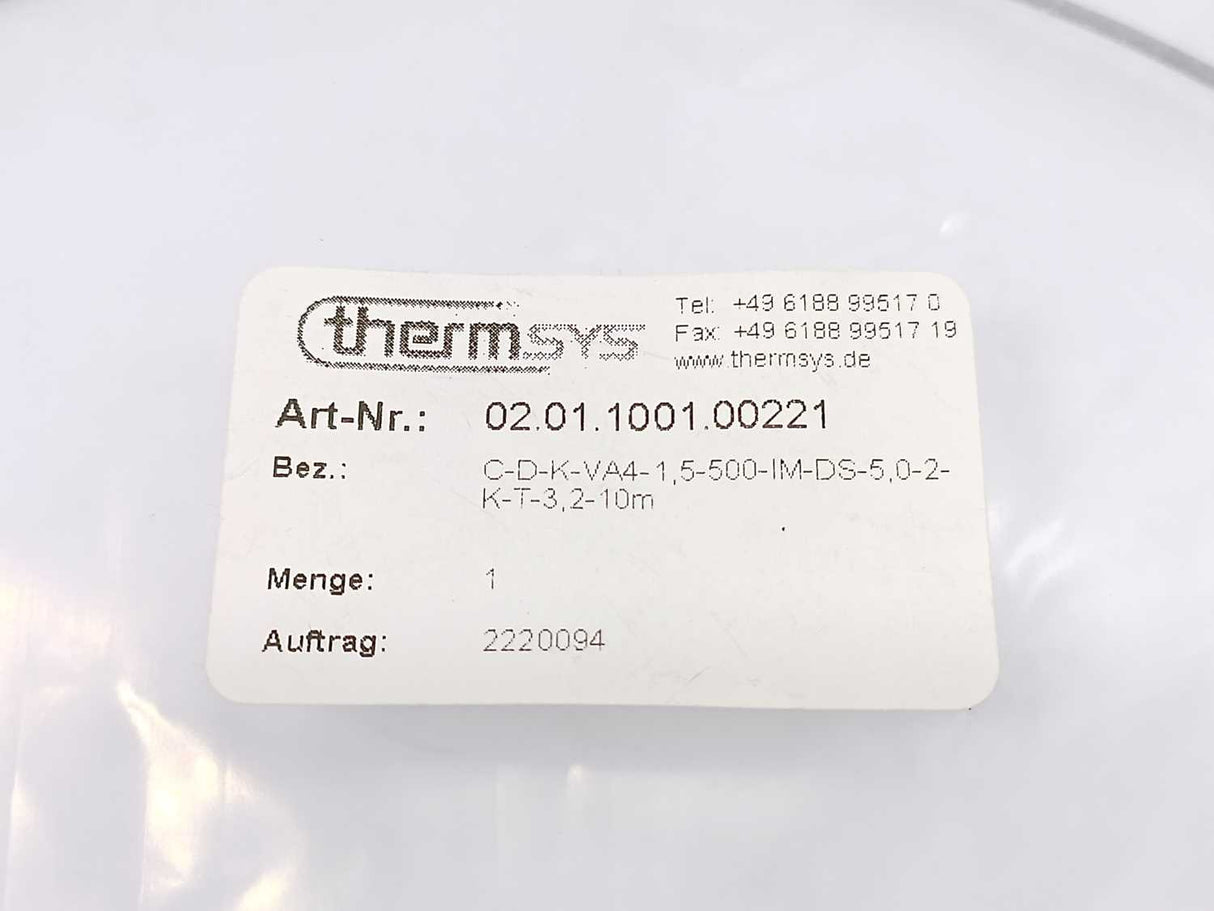 thermsys
Tel: +49 6188 99517 0
Fax: +49 6188 99517 19
www.thermsys.de
Art-Nr.: 02.01.1001.00221
Bez.: C-D-K-VA4-1,5-500-IM-DS-5,0-2-
K-T-3,2-10m
Menge: 1
Auftrag: 2220094